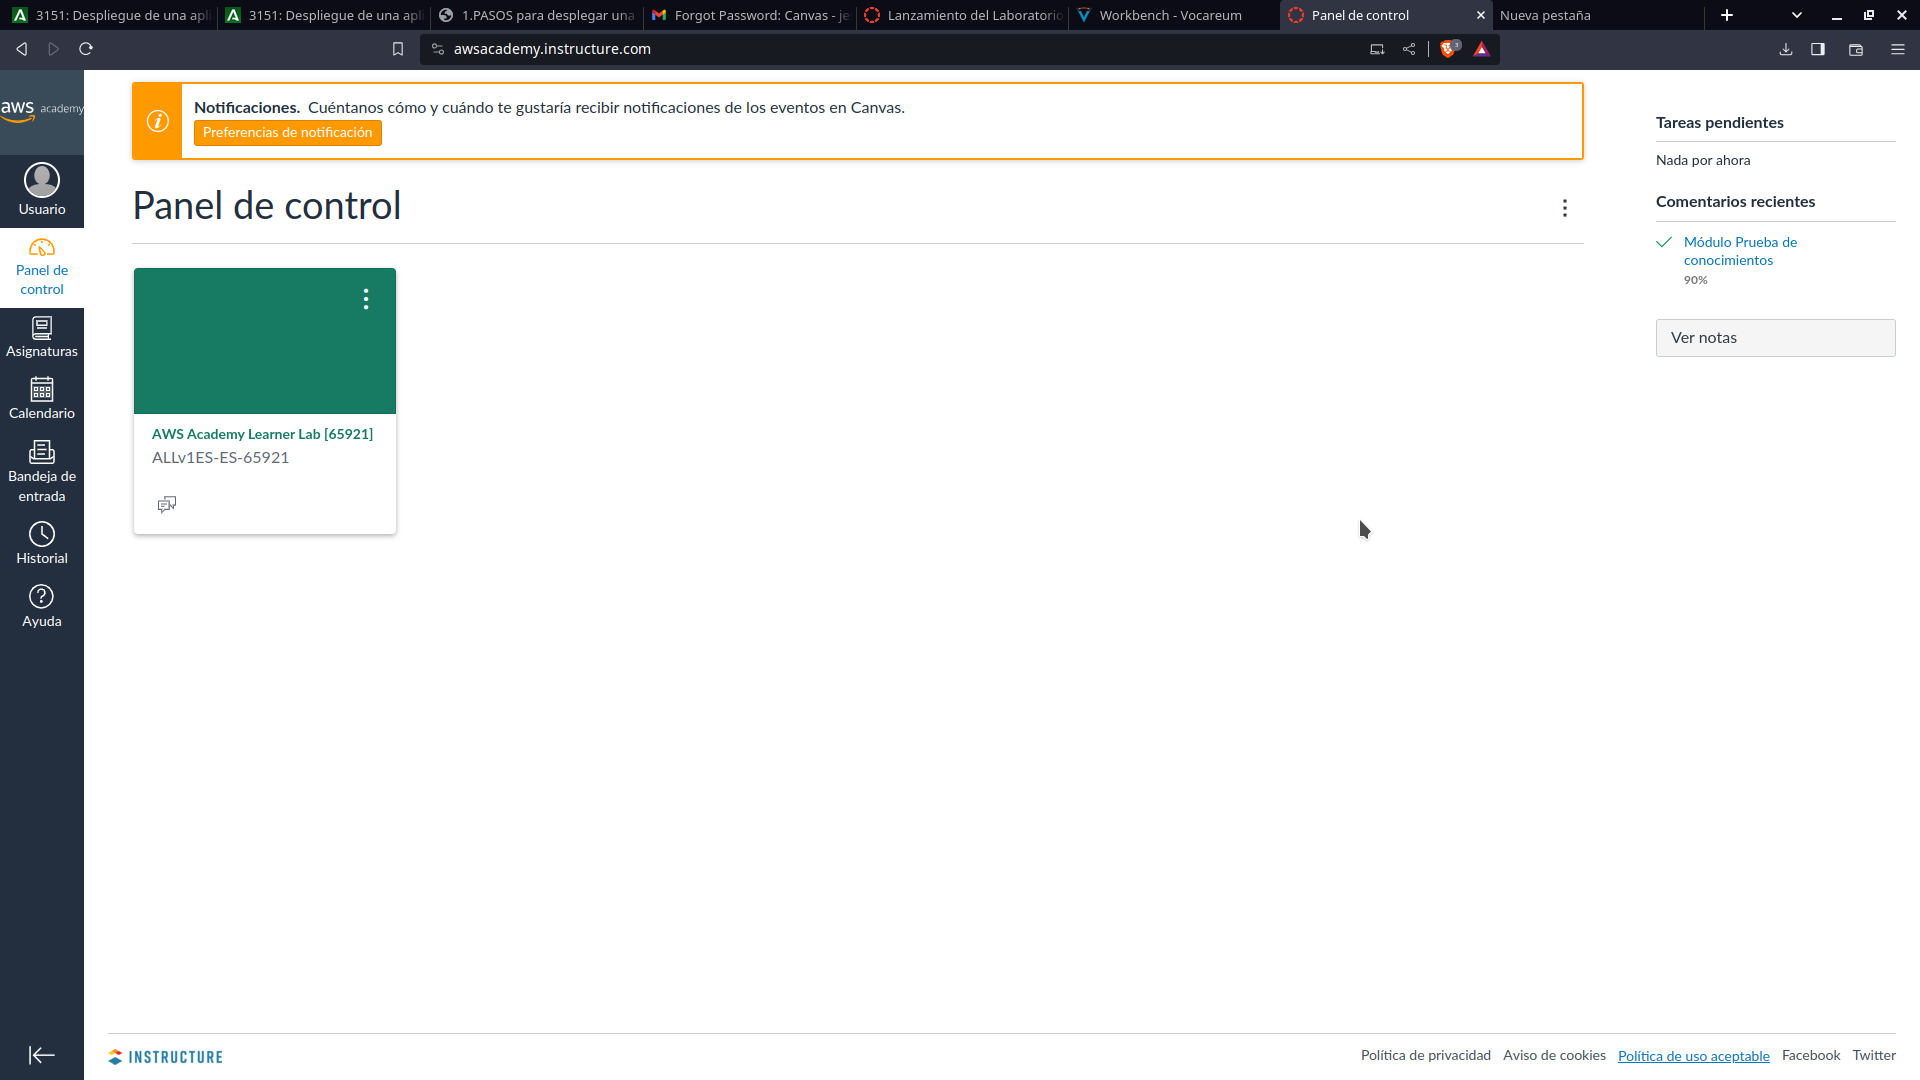 3151: Despliegue de una apli
3151: Despliegue de una apli
1.PASOS para desplegar una
Forgot Password: Canvas - je
Lanzamiento del Laboratorio
Workbench - Vocareum
Panel de control
Nueva pestaña
awsacademy.instructure.com
3
aws academy
Usuario
Panel de
control
Asignaturas
Calendario
Bandeja de
entrada
Historial
Ayuda
Notificaciones. Cuéntanos cómo y cuándo te gustaría recibir notificaciones de los eventos en Canvas.
Preferencias de notificación
Panel de control
AWS Academy Learner Lab [65921]
ALLv1ES-ES-65921
Tareas pendientes
Nada por ahora
Comentarios recientes
Módulo Prueba de
conocimientos
90%
Ver notas
INSTRUCTURE
Política de privacidad Aviso de cookies Política de uso aceptable Facebook Twitter